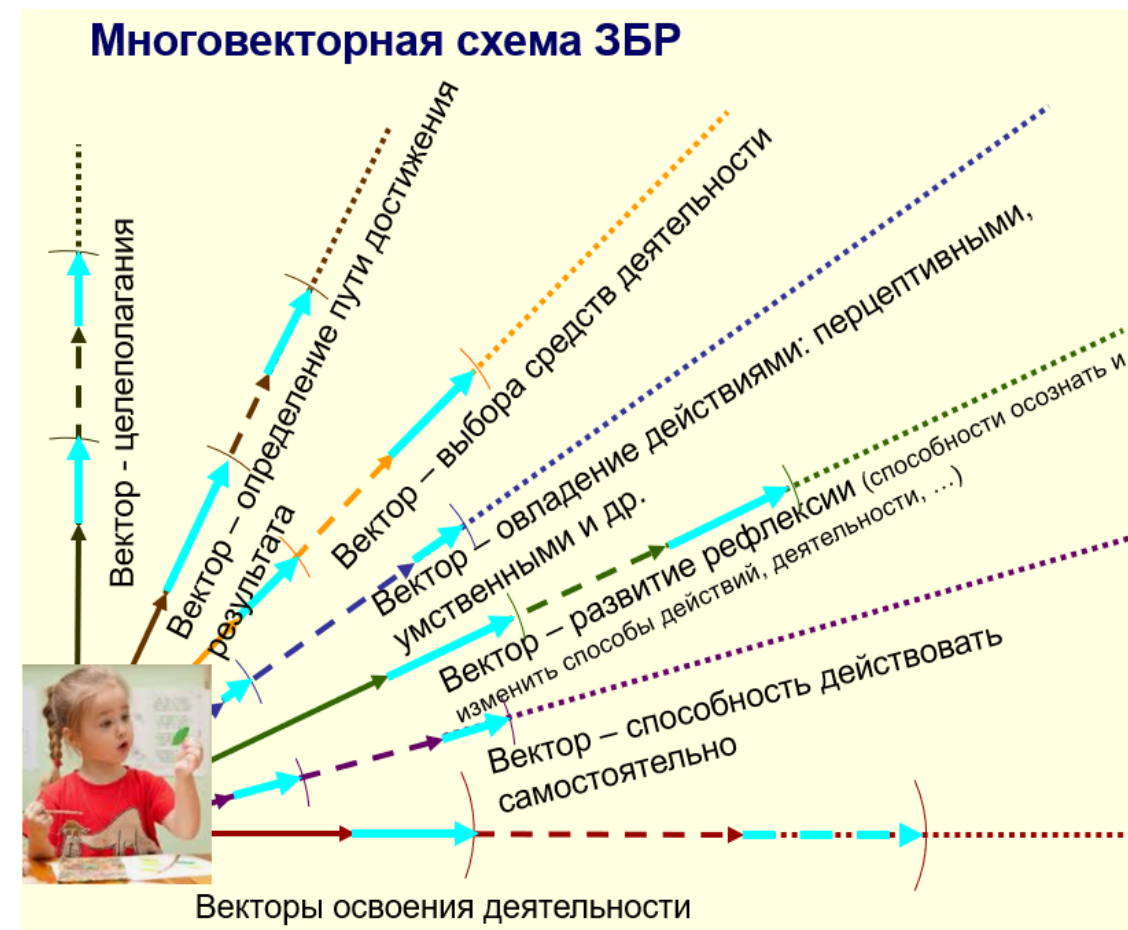 Многовекторная схема ЗБР
Вектор - целеполагания
Вектор – определение пути достижения
результата
Вектор – выбора средств деятельности
Вектор – овладение действиями: перцептивными,
умственными и др.
Вектор – развитие рефлексии (способности осознать и
изменить способы действий, деятельности, …)
Вектор – способность действовать
самостоятельно
Векторы освоения деятельности